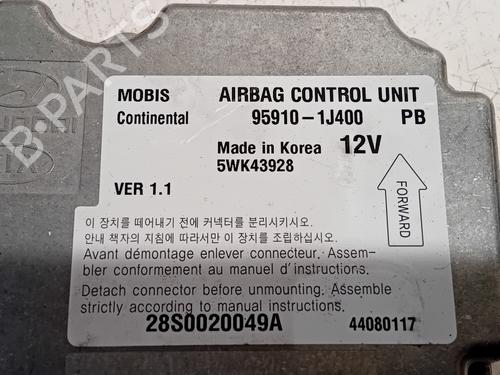 B-PARTS
HYUNDAI
KIA
MOBIS AIRBAG CONTROL UNIT
Continental 95910-1J400 PB
Made in Korea 12V
5WK43928
VER 1.1
FORWARD
이 장치를 떼어내기 전에 커넥터를 분리시키시오.
안내 책자의 지침에 따라서만 이 장치를 조립하십시오.
Avant démontage enlever connecteur. Assem-
bler conformement au manuel d'instructions.
Detach connector before unmounting. Assemble
strictly according to manual instructions.
28S0020049A 44080117